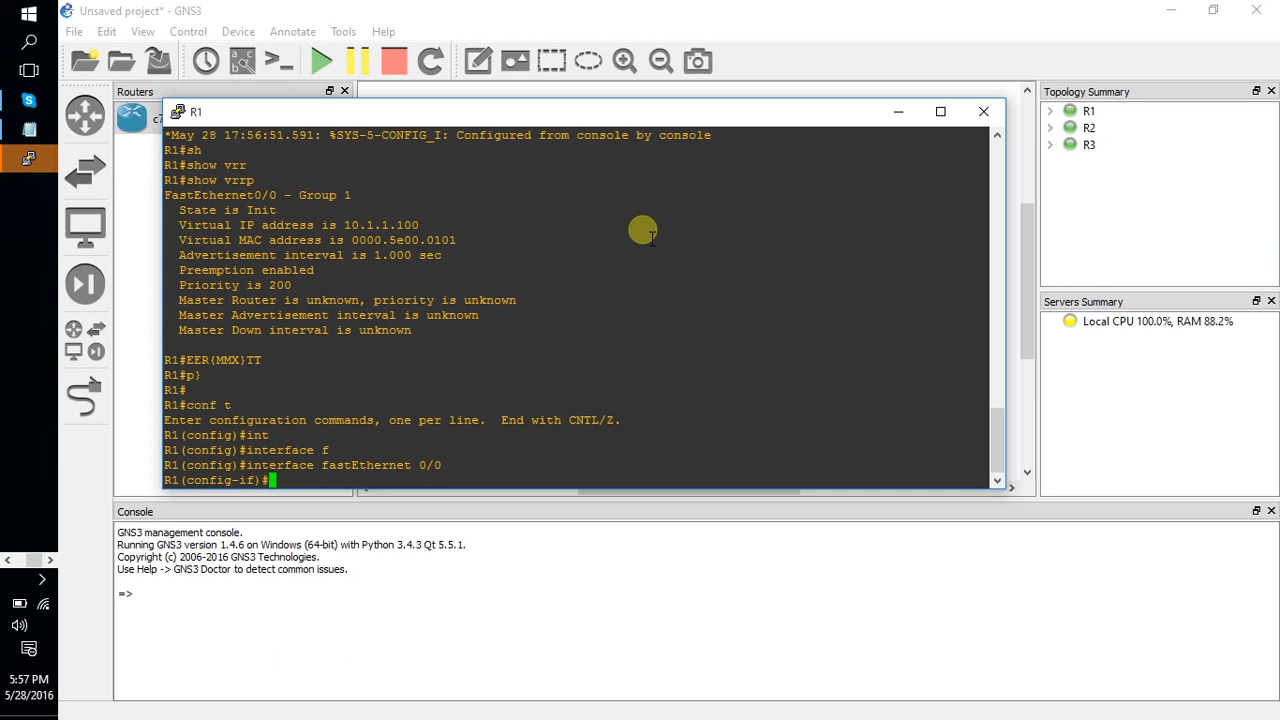 Unsaved project* - GNS3
File Edit View Control Device Annotate Tools Help
Routers
c7
Topology Summary
R1
R2
R3
R1
*May 28 17:56:51.591: %SYS-5-CONFIG_I: Configured from console by console
R1#sh
R1#show vrr
R1#show vrrp
FastEthernet0/0 - Group 1
State is Init
Virtual IP address is 10.1.1.100
Virtual MAC address is 0000.5e00.0101
Advertisement interval is 1.000 sec
Preemption enabled
Priority is 200
Master Router is unknown, priority is unknown
Master Advertisement interval is unknown
Master Down interval is unknown
R1#EER{MMX}TT
R1#p}
R1#
R1#conf t
Enter configuration commands, one per line.  End with CNTL/Z.
R1(config)#int
R1(config)#interface f
R1(config)#interface fastEthernet 0/0
R1(config-if)#
Servers Summary
Local CPU 100.0%, RAM 88.2%
Console
GNS3 management console.
Running GNS3 version 1.4.6 on Windows (64-bit) with Python 3.4.3 Qt 5.5.1.
Copyright (c) 2006-2016 GNS3 Technologies.
Use Help -> GNS3 Doctor to detect common issues.
=>
5:57 PM
5/28/2016